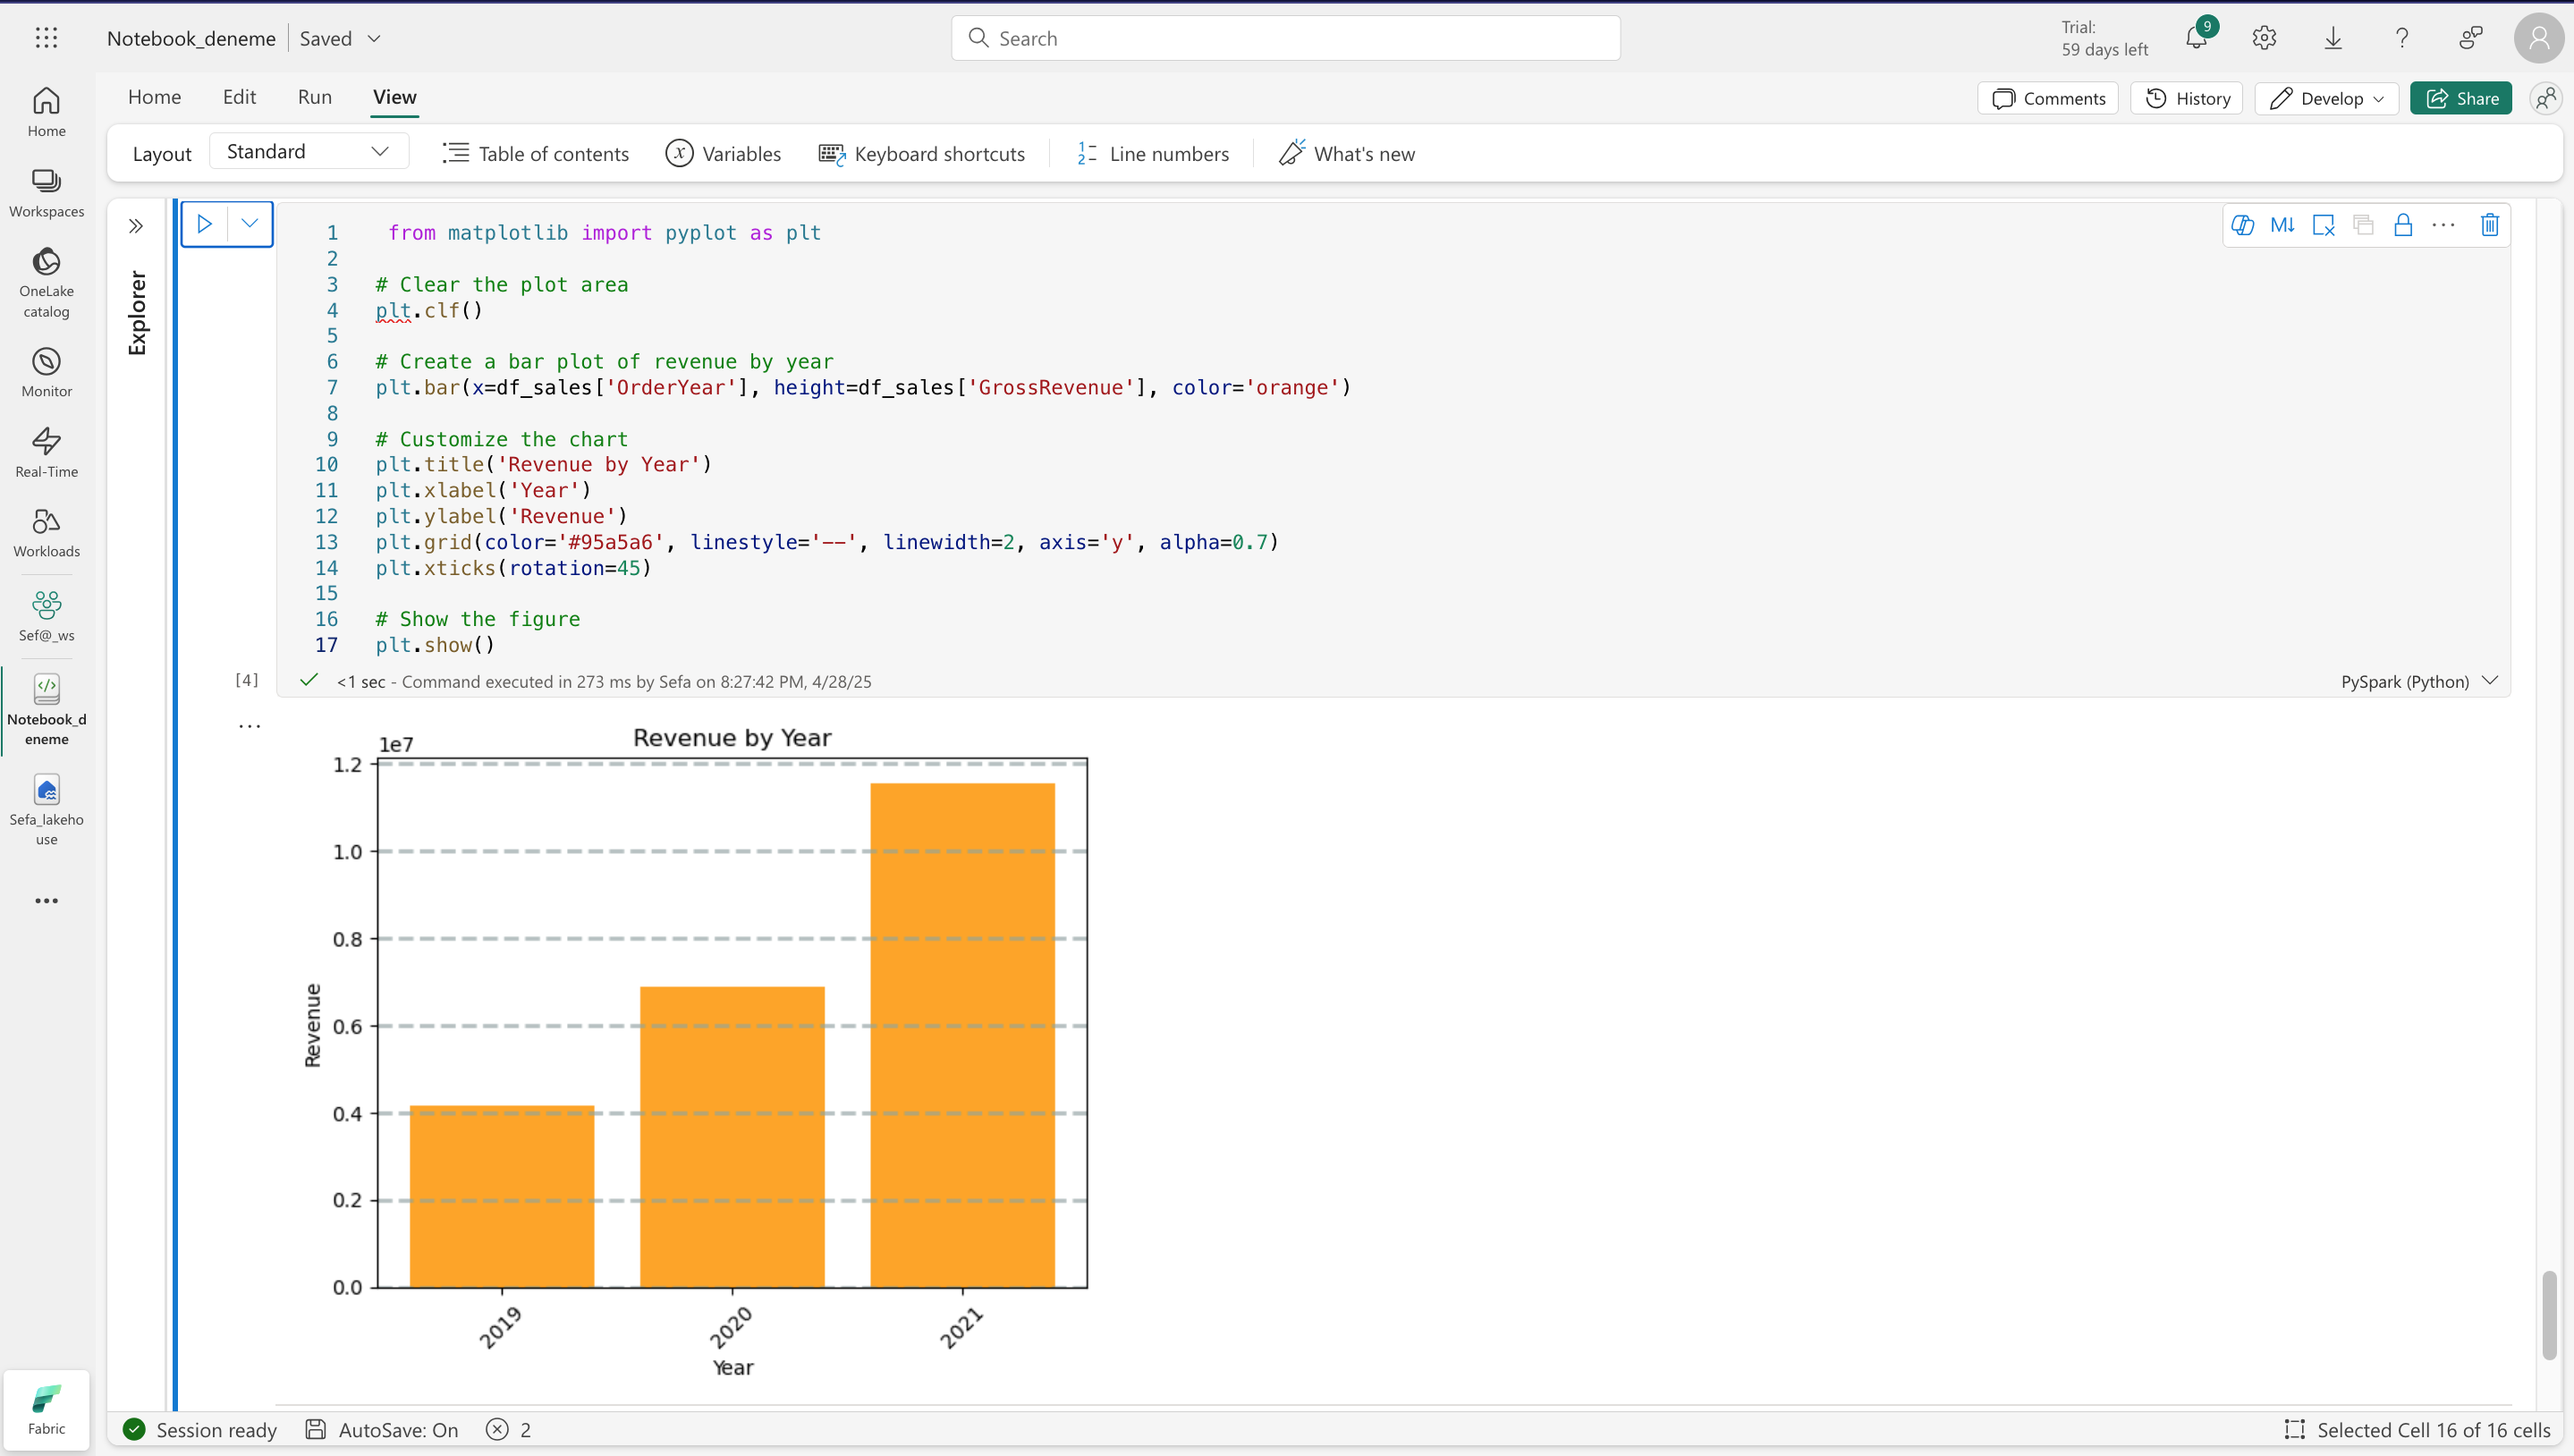 Notebook_deneme
Saved
Search
Trial:
59 days left
9
Home
Edit
Run
View
Comments
History
Develop
Share
Layout
Standard
Table of contents
Variables
Keyboard shortcuts
Line numbers
What's new
Home
Workspaces
OneLake
catalog
Monitor
Real-Time
Workloads
Sef@_ws
Notebook_d
eneme
Sefa_lakeho
use
Fabric
Explorer
1 from matplotlib import pyplot as plt
2
3 # Clear the plot area
4 plt.clf()
5
6 # Create a bar plot of revenue by year
7 plt.bar(x=df_sales['OrderYear'], height=df_sales['GrossRevenue'], color='orange')
8
9 # Customize the chart
10 plt.title('Revenue by Year')
11 plt.xlabel('Year')
12 plt.ylabel('Revenue')
13 plt.grid(color='#95a5a6', linestyle='--', linewidth=2, axis='y', alpha=0.7)
14 plt.xticks(rotation=45)
15
16 # Show the figure
17 plt.show()
M↓
[4]
<1 sec - Command executed in 273 ms by Sefa on 8:27:42 PM, 4/28/25
PySpark (Python)
Revenue by Year
1e7
1.2
1.0
0.8
0.6
0.4
0.2
0.0
Revenue
2019
2020
2021
Year
Session ready
AutoSave: On
2
Selected Cell 16 of 16 cells